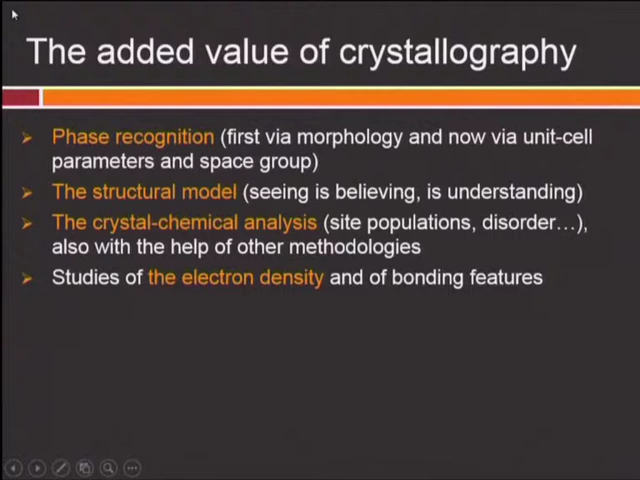 The added value of crystallography
Phase recognition (first via morphology and now via unit-cell
parameters and space group)
The structural model (seeing is believing, is understanding)
The crystal-chemical analysis (site populations, disorder…),
also with the help of other methodologies
Studies of the electron density and of bonding features